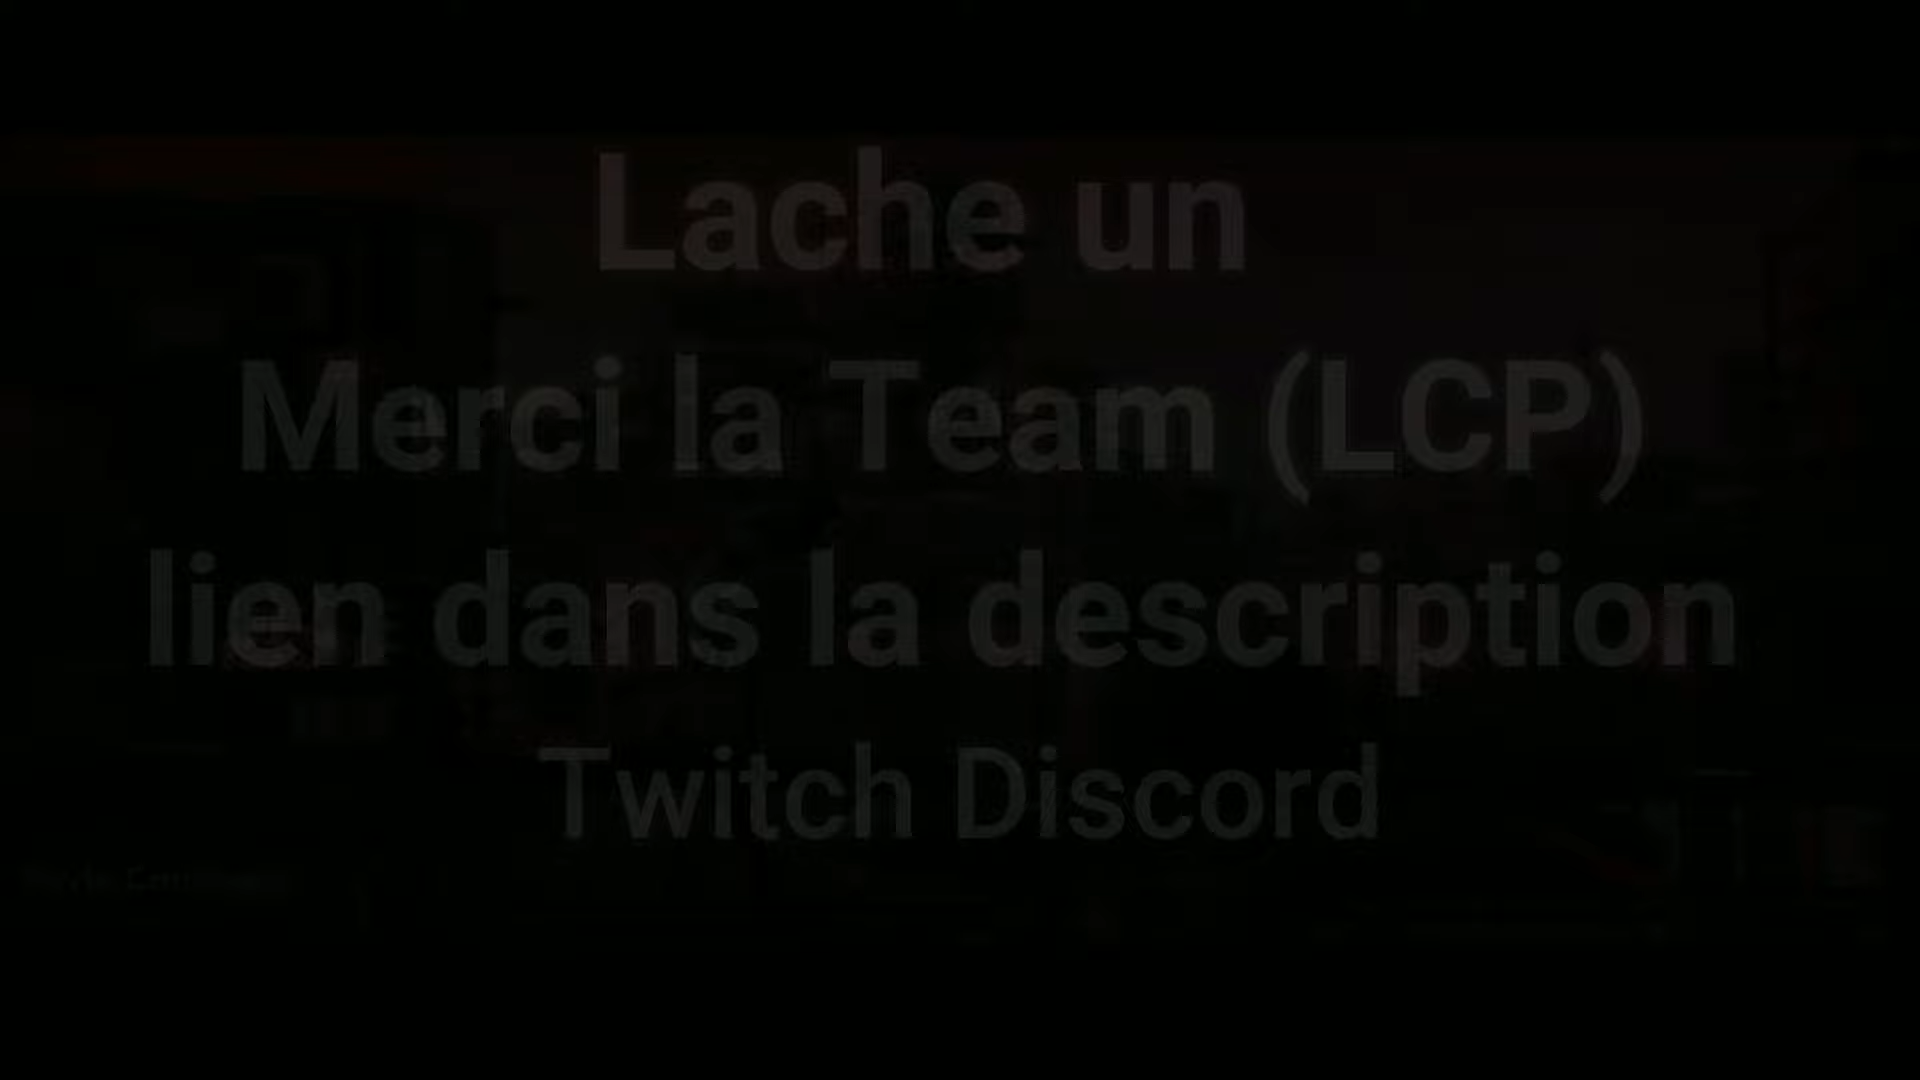 Lache un
Merci la Team (LCP)
lien dans la description
Twitch Discord